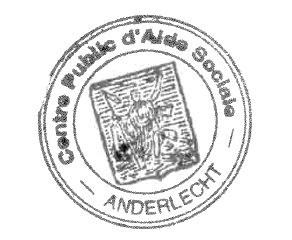 Centre Public d'Aide Sociale
— ANDERLECHT —